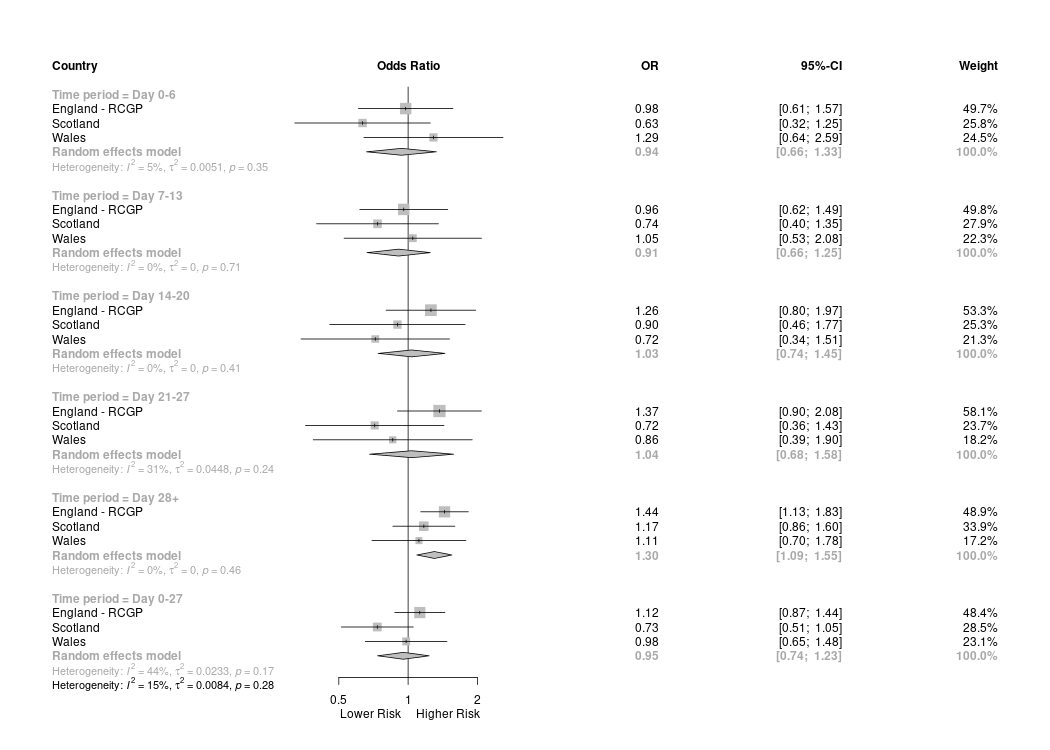 Country Odds Ratio OR 95%-CI Weight
Time period = Day 0-6
England - RCGP 0.98 [0.61; 1.57] 49.7%
Scotland 0.63 [0.32; 1.25] 25.8%
Wales 1.29 [0.64; 2.59] 24.5%
Random effects model 0.94 [0.66; 1.33] 100.0%
Heterogeneity: I² = 5%, τ² = 0.0051, p = 0.35
Time period = Day 7-13
England - RCGP 0.96 [0.62; 1.49] 49.8%
Scotland 0.74 [0.40; 1.35] 27.9%
Wales 1.05 [0.53; 2.08] 22.3%
Random effects model 0.91 [0.66; 1.25] 100.0%
Heterogeneity: I² = 0%, τ² = 0, p = 0.71
Time period = Day 14-20
England - RCGP 1.26 [0.80; 1.97] 53.3%
Scotland 0.90 [0.46; 1.77] 25.3%
Wales 0.72 [0.34; 1.51] 21.3%
Random effects model 1.03 [0.74; 1.45] 100.0%
Heterogeneity: I² = 0%, τ² = 0, p = 0.41
Time period = Day 21-27
England - RCGP 1.37 [0.90; 2.08] 58.1%
Scotland 0.72 [0.36; 1.43] 23.7%
Wales 0.86 [0.39; 1.90] 18.2%
Random effects model 1.04 [0.68; 1.58] 100.0%
Heterogeneity: I² = 31%, τ² = 0.0448, p = 0.24
Time period = Day 28+
England - RCGP 1.44 [1.13; 1.83] 48.9%
Scotland 1.17 [0.86; 1.60] 33.9%
Wales 1.11 [0.70; 1.78] 17.2%
Random effects model 1.30 [1.09; 1.55] 100.0%
Heterogeneity: I² = 0%, τ² = 0, p = 0.46
Time period = Day 0-27
England - RCGP 1.12 [0.87; 1.44] 48.4%
Scotland 0.73 [0.51; 1.05] 28.5%
Wales 0.98 [0.65; 1.48] 23.1%
Random effects model 0.95 [0.74; 1.23] 100.0%
Heterogeneity: I² = 44%, τ² = 0.0233, p = 0.17
Heterogeneity: I² = 15%, τ² = 0.0084, p = 0.28
0.5 1 2
Lower Risk Higher Risk